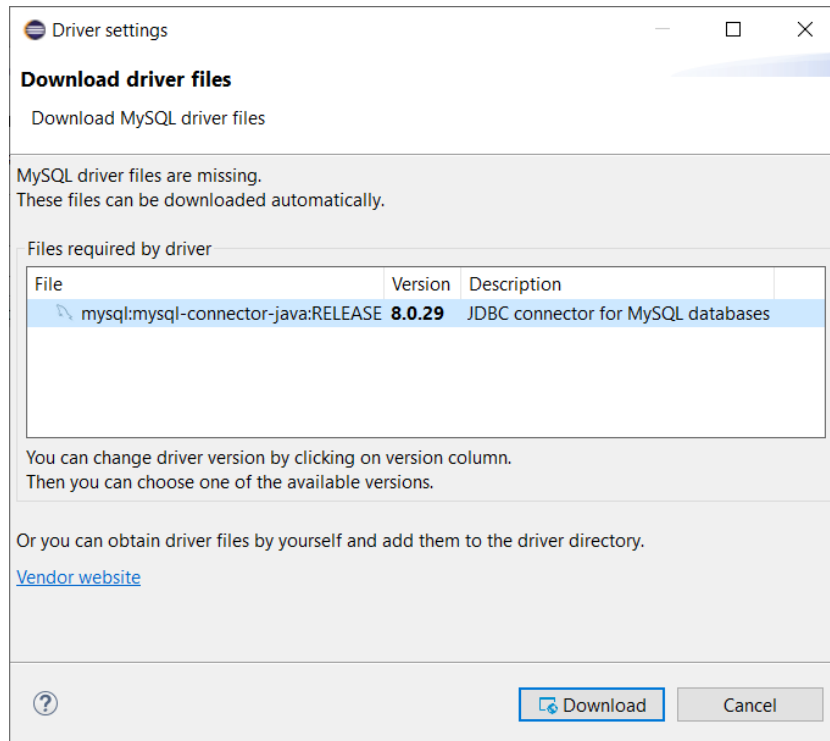 Driver settings
Download driver files
Download MySQL driver files
MySQL driver files are missing.
These files can be downloaded automatically.
Files required by driver
File Version Description
mysql:mysql-connector-java:RELEASE 8.0.29 JDBC connector for MySQL databases
You can change driver version by clicking on version column.
Then you can choose one of the available versions.
Or you can obtain driver files by yourself and add them to the driver directory.
Vendor website
? Download Cancel